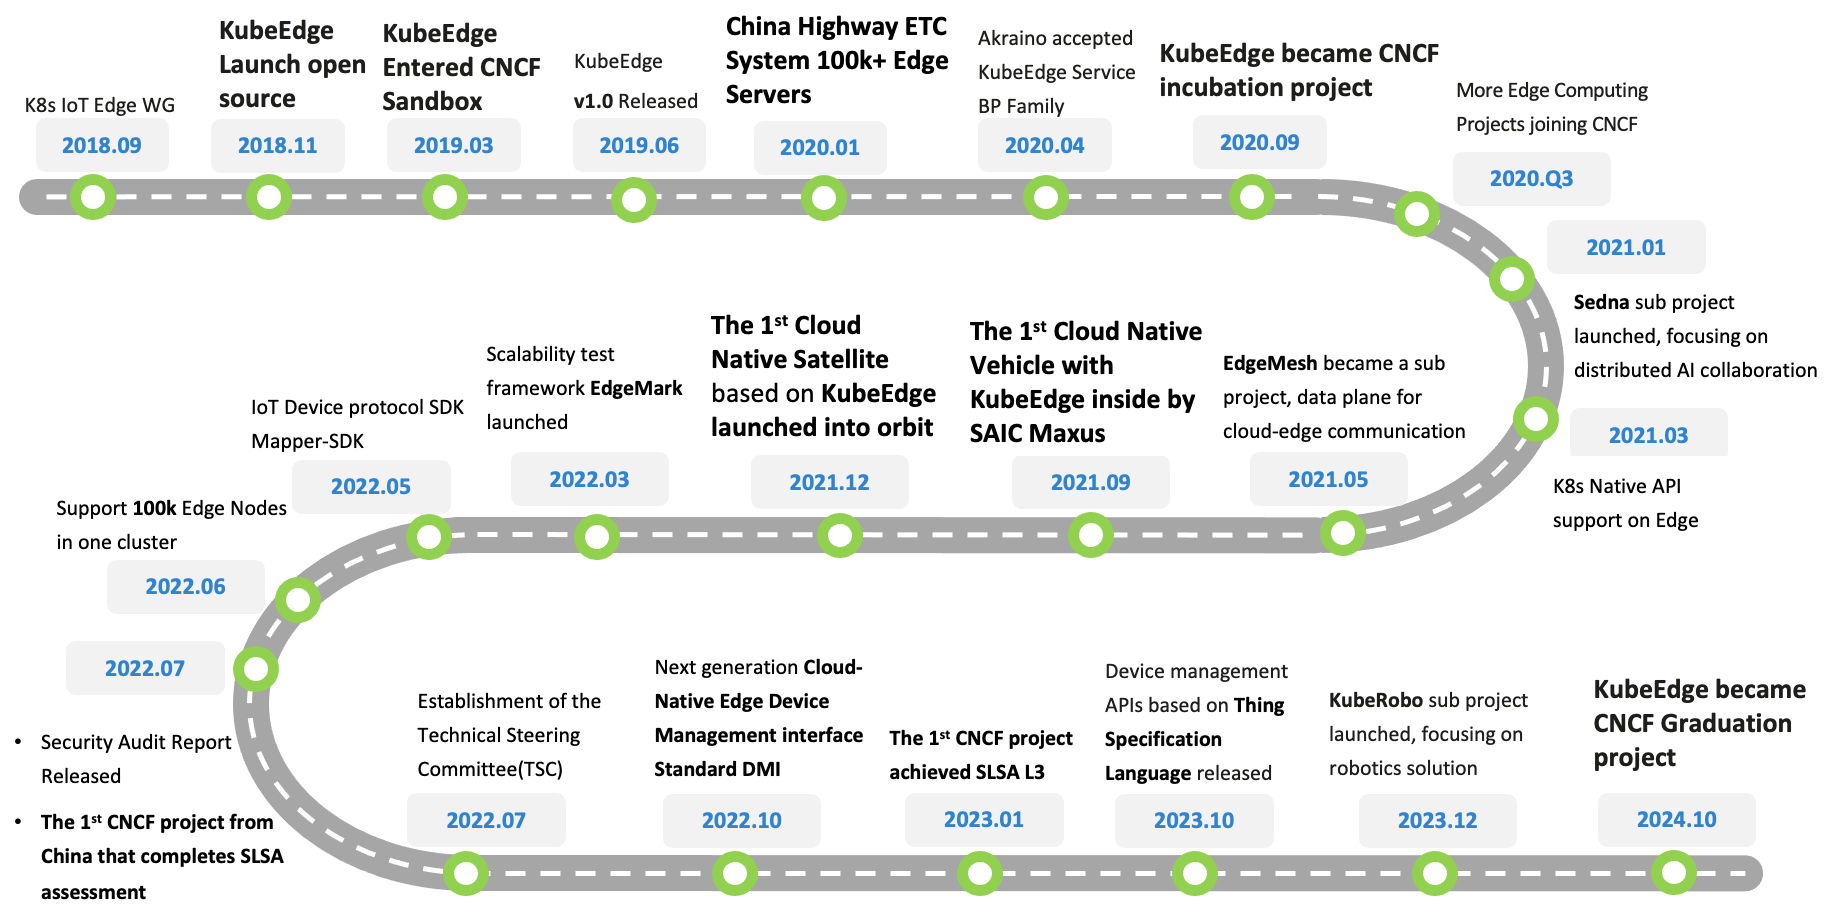 K8s IoT Edge WG
2018.09
KubeEdge
Launch open
source
2018.11
KubeEdge
Entered CNCF
Sandbox
2019.03
KubeEdge
v1.0 Released
2019.06
China Highway ETC
System 100k+ Edge
Servers
2020.01
Akraino accepted
KubeEdge Service
BP Family
2020.04
KubeEdge became CNCF
incubation project
2020.09
More Edge Computing
Projects joining CNCF
2020.Q3
2021.01
Sedna sub project
launched, focusing on
distributed AI collaboration
2021.03
K8s Native API
support on Edge
EdgeMesh became a sub
project, data plane for
cloud-edge communication
2021.05
The 1st Cloud Native
Vehicle with
KubeEdge inside by
SAIC Maxus
2021.09
The 1st Cloud
Native Satellite
based on KubeEdge
launched into orbit
2021.12
Scalability test
framework EdgeMark
launched
2022.03
IoT Device protocol SDK
Mapper-SDK
2022.05
Support 100k Edge Nodes
in one cluster
2022.06
2022.07
• Security Audit Report
Released
• The 1st CNCF project from
China that completes SLSA
assessment
Establishment of the
Technical Steering
Committee(TSC)
2022.07
Next generation Cloud-
Native Edge Device
Management interface
Standard DMI
2022.10
The 1st CNCF project
achieved SLSA L3
2023.01
Device management
APIs based on Thing
Specification
Language released
2023.10
KubeRobo sub project
launched, focusing on
robotics solution
2023.12
KubeEdge became
CNCF Graduation
project
2024.10